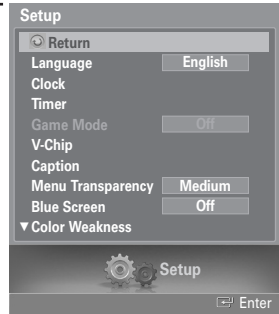 Setup
Return
Language English
Clock
Timer
Game Mode Off
V-Chip
Caption
Menu Transparency Medium
Blue Screen Off
▼Color Weakness
Setup
Enter